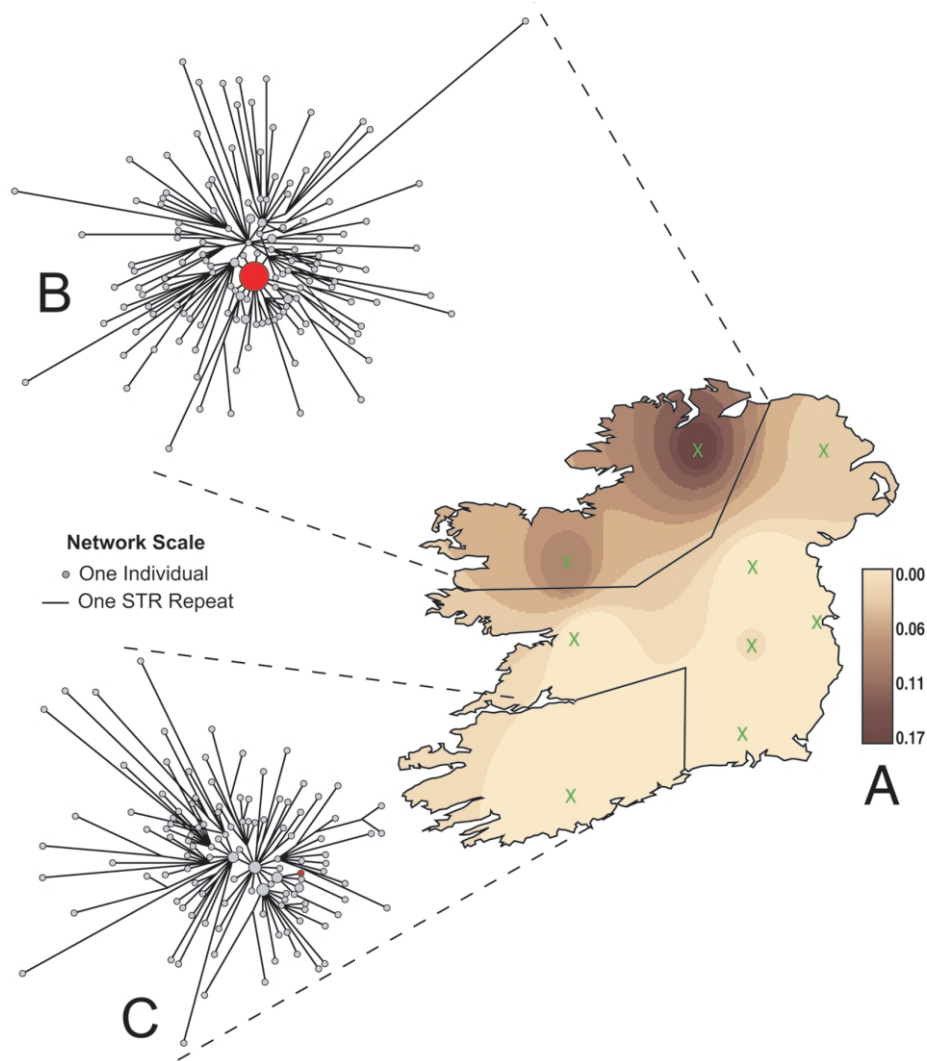 B
Network Scale
One Individual
One STR Repeat
X
X
X
X
X
X
X
X
X
0.00
0.06
0.11
0.17
A
C